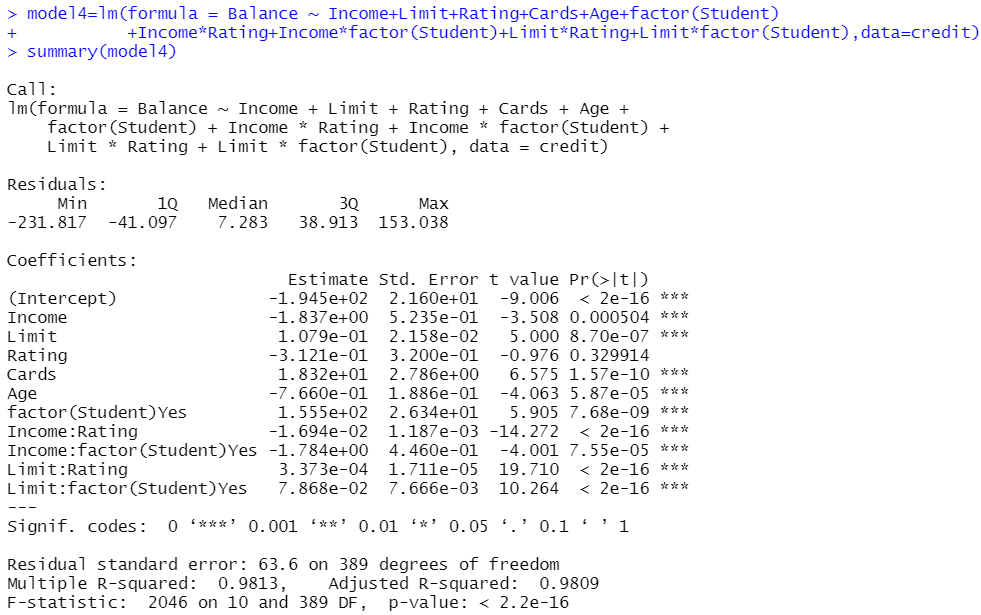 > model4=lm(formula = Balance ~ Income+Limit+Rating+Cards+Age+factor(Student)
+           +Income*Rating+Income*factor(Student)+Limit*Rating+Limit*factor(Student),data=credit)
> summary(model4)

Call:
lm(formula = Balance ~ Income + Limit + Rating + Cards + Age +
    factor(Student) + Income * Rating + Income * factor(Student) +
    Limit * Rating + Limit * factor(Student), data = credit)

Residuals:
     Min       1Q   Median       3Q      Max
-231.817  -41.097    7.283   38.913  153.038

Coefficients:
                            Estimate Std. Error t value Pr(>|t|)
(Intercept)               -1.945e+02  2.160e+01  -9.006  < 2e-16 ***
Income                    -1.837e+00  5.235e-01  -3.508 0.000504 ***
Limit                      1.079e-01  2.158e-02   5.000 8.70e-07 ***
Rating                    -3.121e-01  3.200e-01  -0.976 0.329914
Cards                      1.832e+01  2.786e+00   6.575 1.57e-10 ***
Age                       -7.660e-01  1.886e-01  -4.063 5.87e-05 ***
factor(Student)Yes         1.555e+02  2.634e+01   5.905 7.68e-09 ***
Income:Rating             -1.694e-02  1.187e-03 -14.272  < 2e-16 ***
Income:factor(Student)Yes -1.784e+00  4.460e-01  -4.001 7.55e-05 ***
Limit:Rating               3.373e-04  1.711e-05  19.710  < 2e-16 ***
Limit:factor(Student)Yes   7.868e-02  7.666e-03  10.264  < 2e-16 ***
---
Signif. codes:  0 ‘***’ 0.001 ‘**’ 0.01 ‘*’ 0.05 ‘.’ 0.1 ‘ ’ 1

Residual standard error: 63.6 on 389 degrees of freedom
Multiple R-squared:  0.9813,    Adjusted R-squared:  0.9809
F-statistic:  2046 on 10 and 389 DF,  p-value: < 2.2e-16